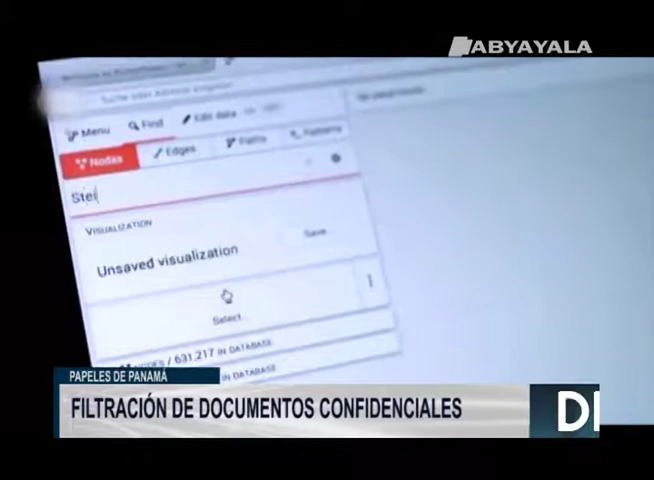 ABYAYALA
Menu
Find
Edit data
Nodes
Edges
Paths
Patterns
Stei
VISUALIZATION
Unsaved visualization
Save
Select
/ 631,217 IN DATABASE
IN DATABASE
PAPELES DE PANAMÁ
FILTRACIÓN DE DOCUMENTOS CONFIDENCIALES
DI